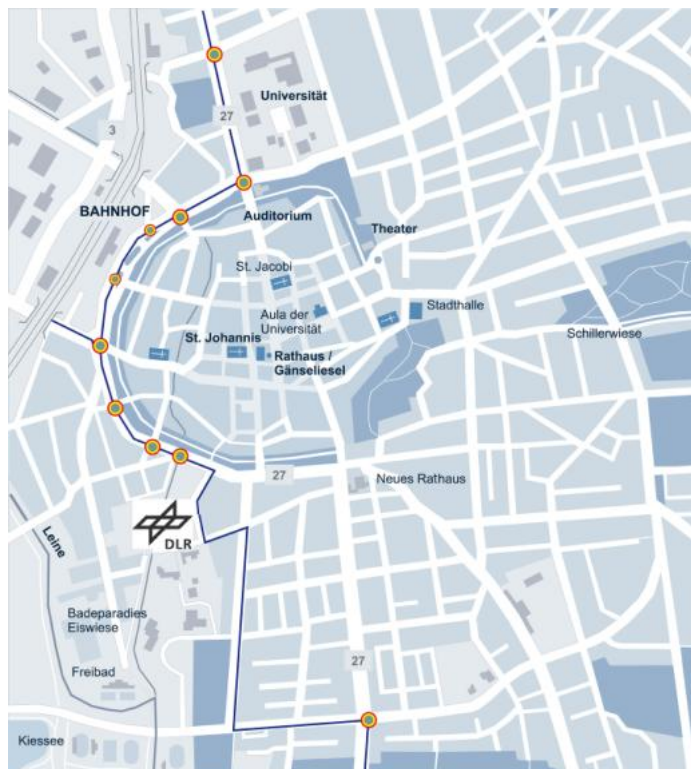 Universität
27
3
BAHNHOF
Auditorium
Theater
St. Jacobi
Aula der
Universität
Stadthalle
Schillerwiese
St. Johannis
Rathaus /
Gänseliesel
27
Neues Rathaus
DLR
Leine
Badeparadies
Eiswiese
Freibad
27
Kiessee